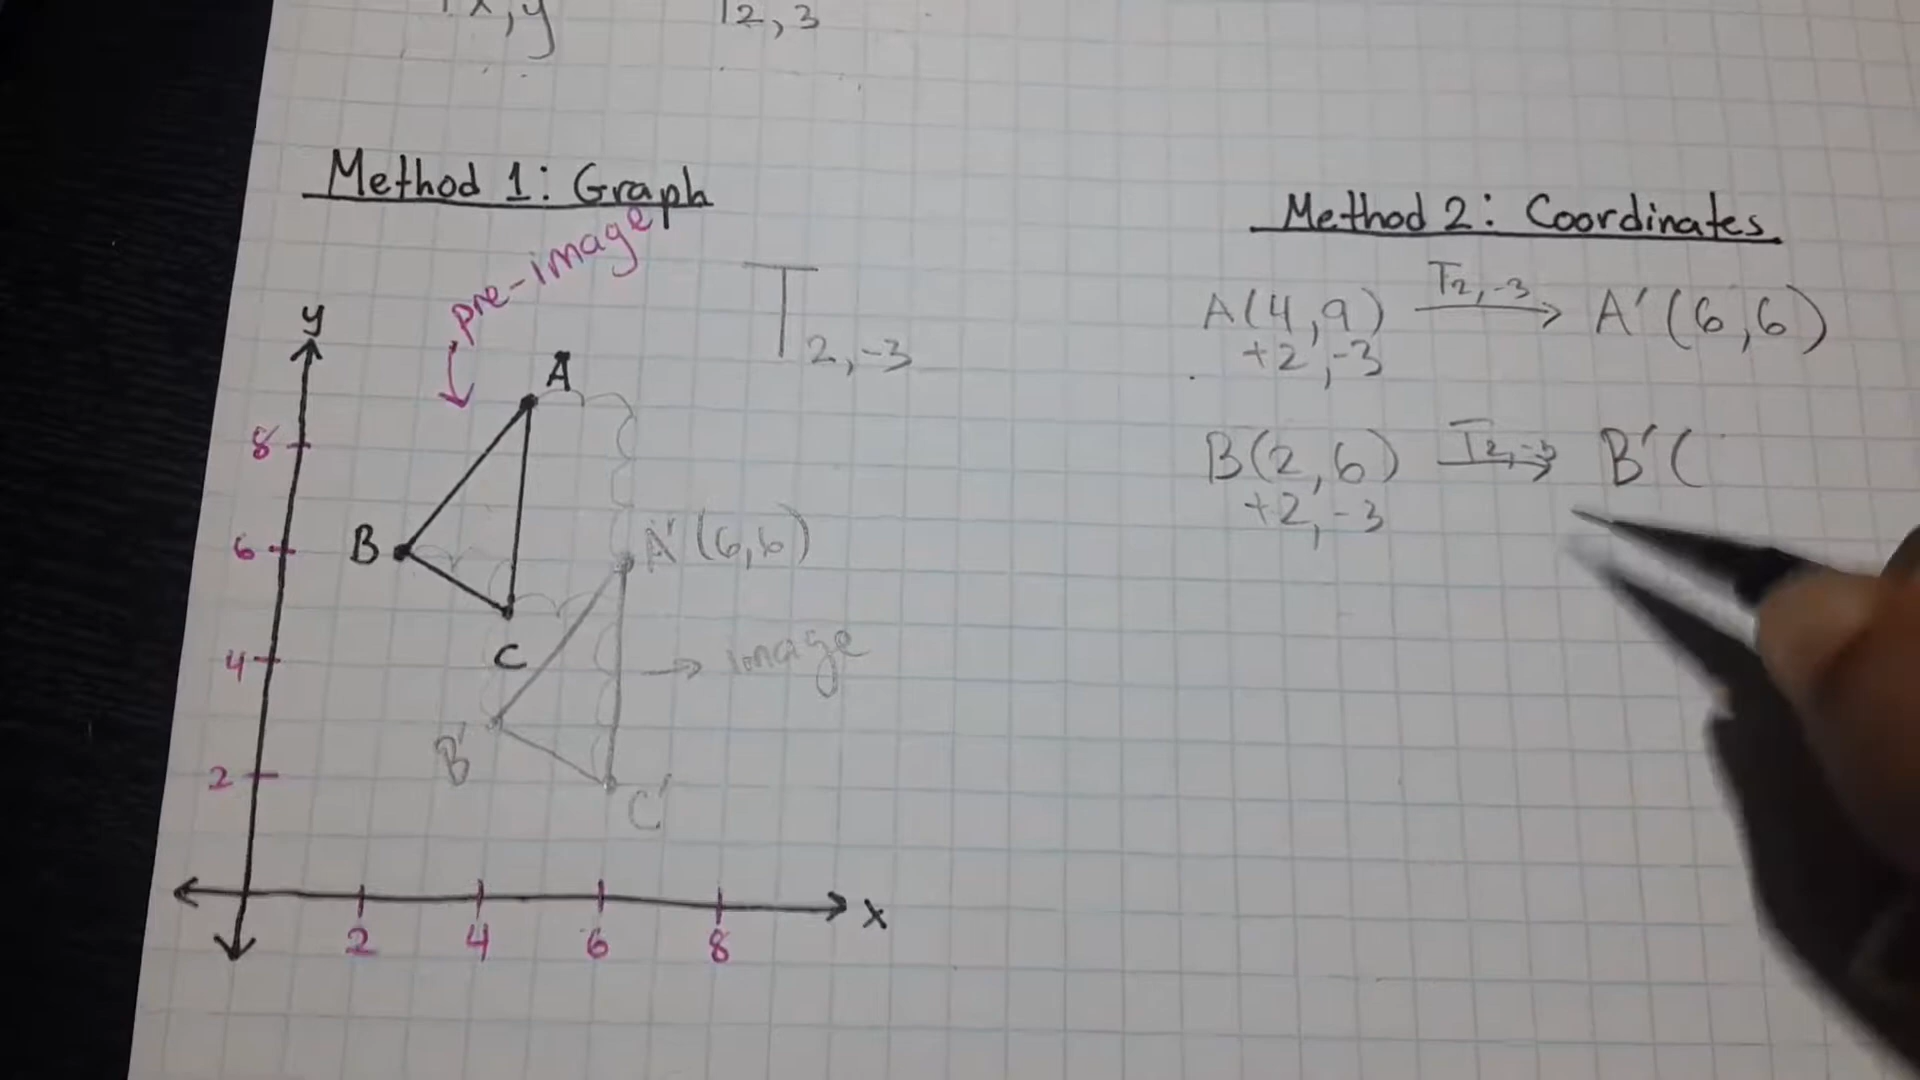 x, y T2, 3
Method 1: Graph
pre-image
T2, -3
y
A
8
B
6
A'(6,6)
C
4
image
B'
2
C'
x
2 4 6 8
Method 2: Coordinates
A(4,9) T2,-3 A'(6,6)
+2, -3
B(2,6) T2,-3 B'(
+2, -3